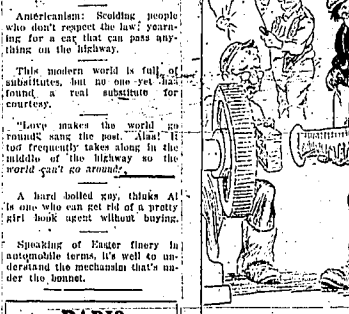 Americanism: Scolding people
who don't respect the law; yearn-
ing for a car that can pass any-
thing on the highway.
This modern world is full of
substitutes, but no one yet has
found a real substitute for
courtesy.
"Love makes the world go
round" sang the poet. Alas! It
too frequently takes along in the
middle of the highway so the
world can't go around.
A hard boiled guy, thinks Al
is one who can get rid of a pretty
girl book agent without buying.
Speaking of Easter finery in
automobile terms, it's well to un-
derstand the mechanism that's un-
der the bonnet.